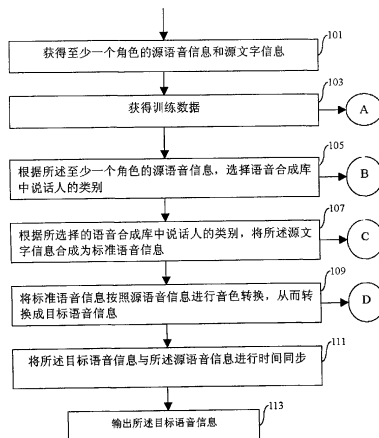 101
获得至少一个角色的源语音信息和源文字信息
103
获得训练数据
A
105
根据所述至少一个角色的源语音信息，选择语音合成库
中说话人的类别
B
107
根据所选择的语音合成库中说话人的类别，将所述源文
字信息合成为标准语音信息
C
109
将标准语音信息按照源语音信息进行音色转换，从而转
换成目标语音信息
D
111
将所述目标语音信息与所述源语音信息进行时间同步
113
输出所述目标语音信息